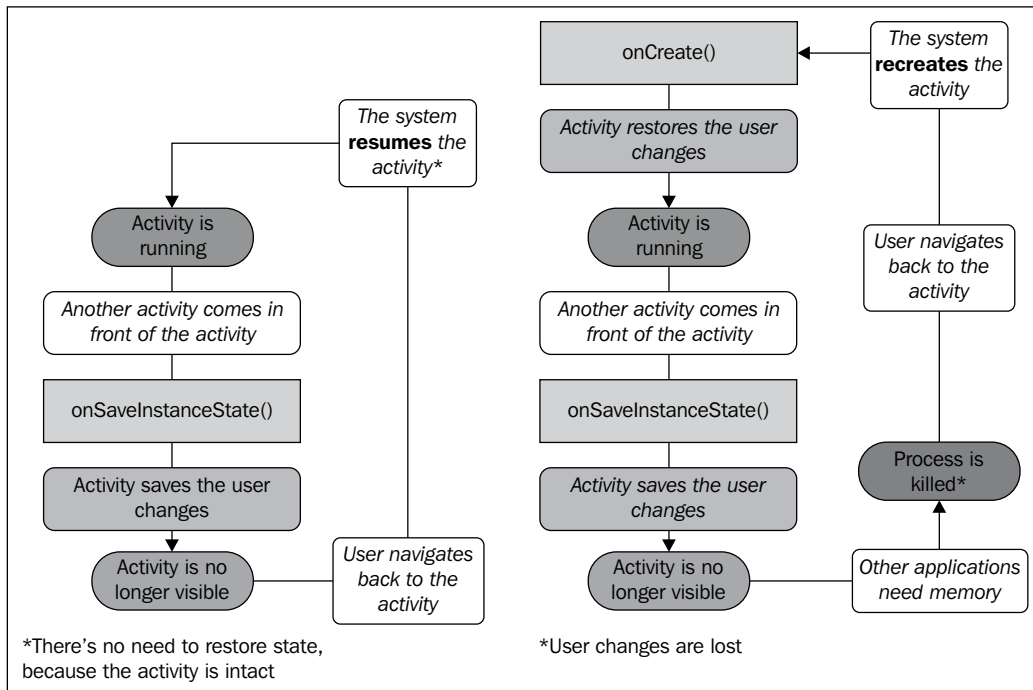 The system
resumes the
activity*
Activity is
running
Another activity comes in
front of the activity
onSaveInstanceState()
Activity saves the user
changes
Activity is no
longer visible
User navigates
back to the
activity
*There's no need to restore state,
because the activity is intact
onCreate()
The system
recreates the
activity
Activity restores the user
changes
Activity is
running
User navigates
back to the
activity
Another activity comes in
front of the activity
onSaveInstanceState()
Activity saves the user
changes
Process is
killed*
Activity is no
longer visible
Other applications
need memory
*User changes are lost